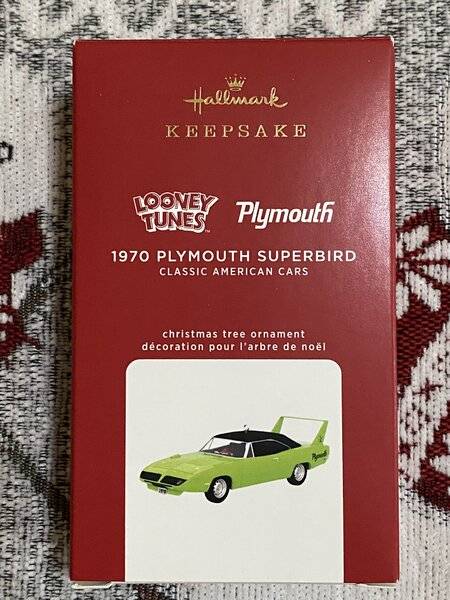 Hallmark
KEEPSAKE
LOONEY
TUNES™
Plymouth
1970 PLYMOUTH SUPERBIRD
CLASSIC AMERICAN CARS
christmas tree ornament
décoration pour l'arbre de noël
Plymouth